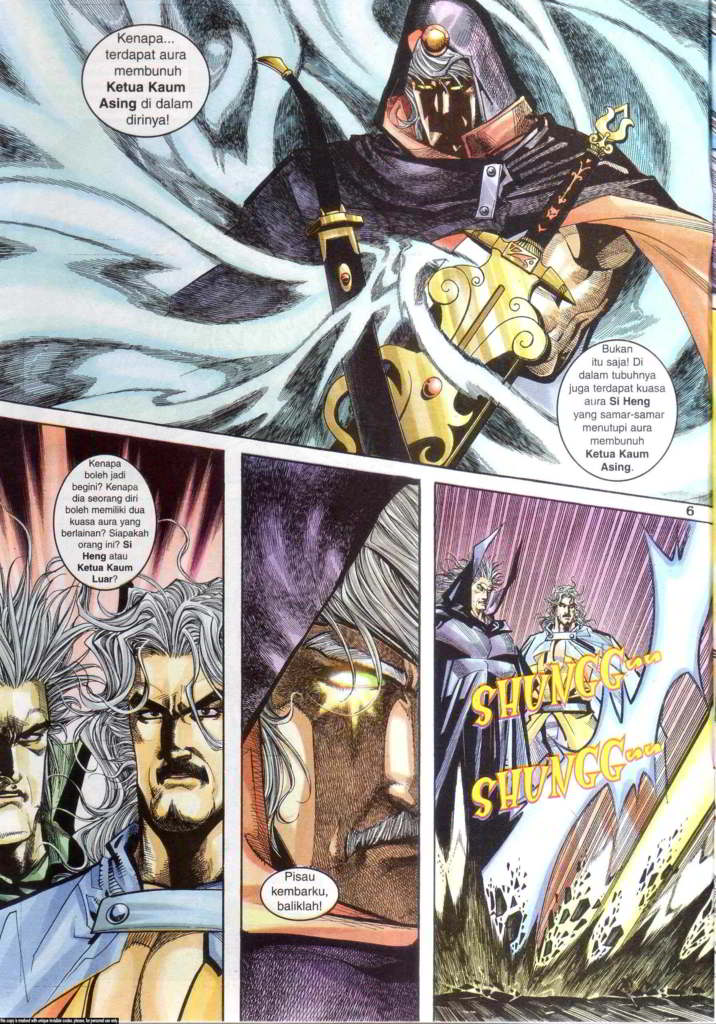 Kenapa...
terdapat aura
membunuh
Ketua Kaum
Asing di dalam
dirinya!
Bukan
itu saja! Di
dalam tubuhnya
juga terdapat kuasa
aura Si Heng
yang samar-samar
menutupi aura
membunuh
Ketua Kaum
Asing.
6
Kenapa
boleh jadi
begini? Kenapa
dia seorang diri
boleh memiliki dua
kuasa aura yang
berlainan? Siapakah
orang ini? Si
Heng atau
Ketua Kaum
Luar?
Pisau
kembarku,
baliklah!
SHUNGG~~
SHUNGG~~